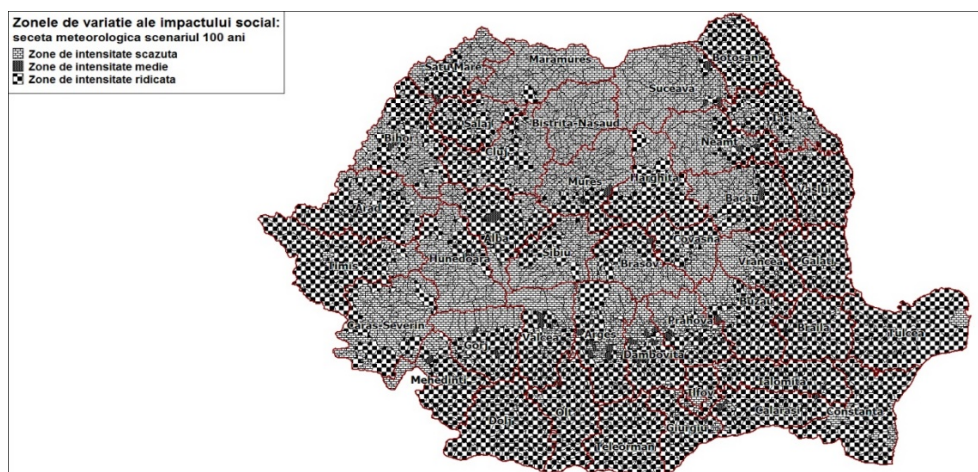 Zonele de variatie ale impactului social:
seceta meteorologica scenariul 100 ani
Zone de intensitate scazuta
Zone de intensitate medie
Zone de intensitate ridicata
Botosani
Maramures
Satu Mare
Suceava
Salaj
Bistrita-Nasaud
Bihor
Neamt
Cluj
Harghita
Mures
Vaslui
Bacau
Arad
Alba
Covasna
Sibiu
Hunedoara
Brasov
Vrancea
Galati
Timis
Buzau
Prahova
Braila
Tulcea
Caras-Severin
Valcea
Arges
Gorj
Dambovita
Mehedinti
Ialomita
Ilfov
Calarasi
Constanta
Olt
Dolj
Giurgiu
Teleorman